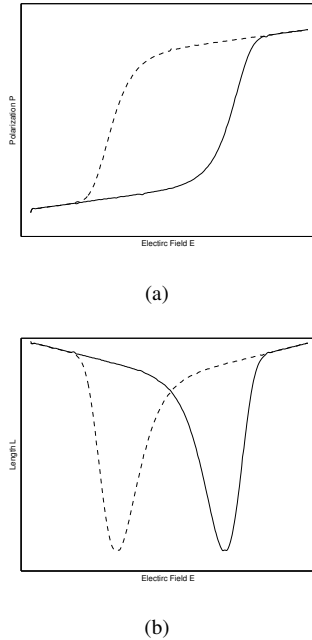 Polarization P
Electirc Field E
(a)
Length L
Electirc Field E
(b)